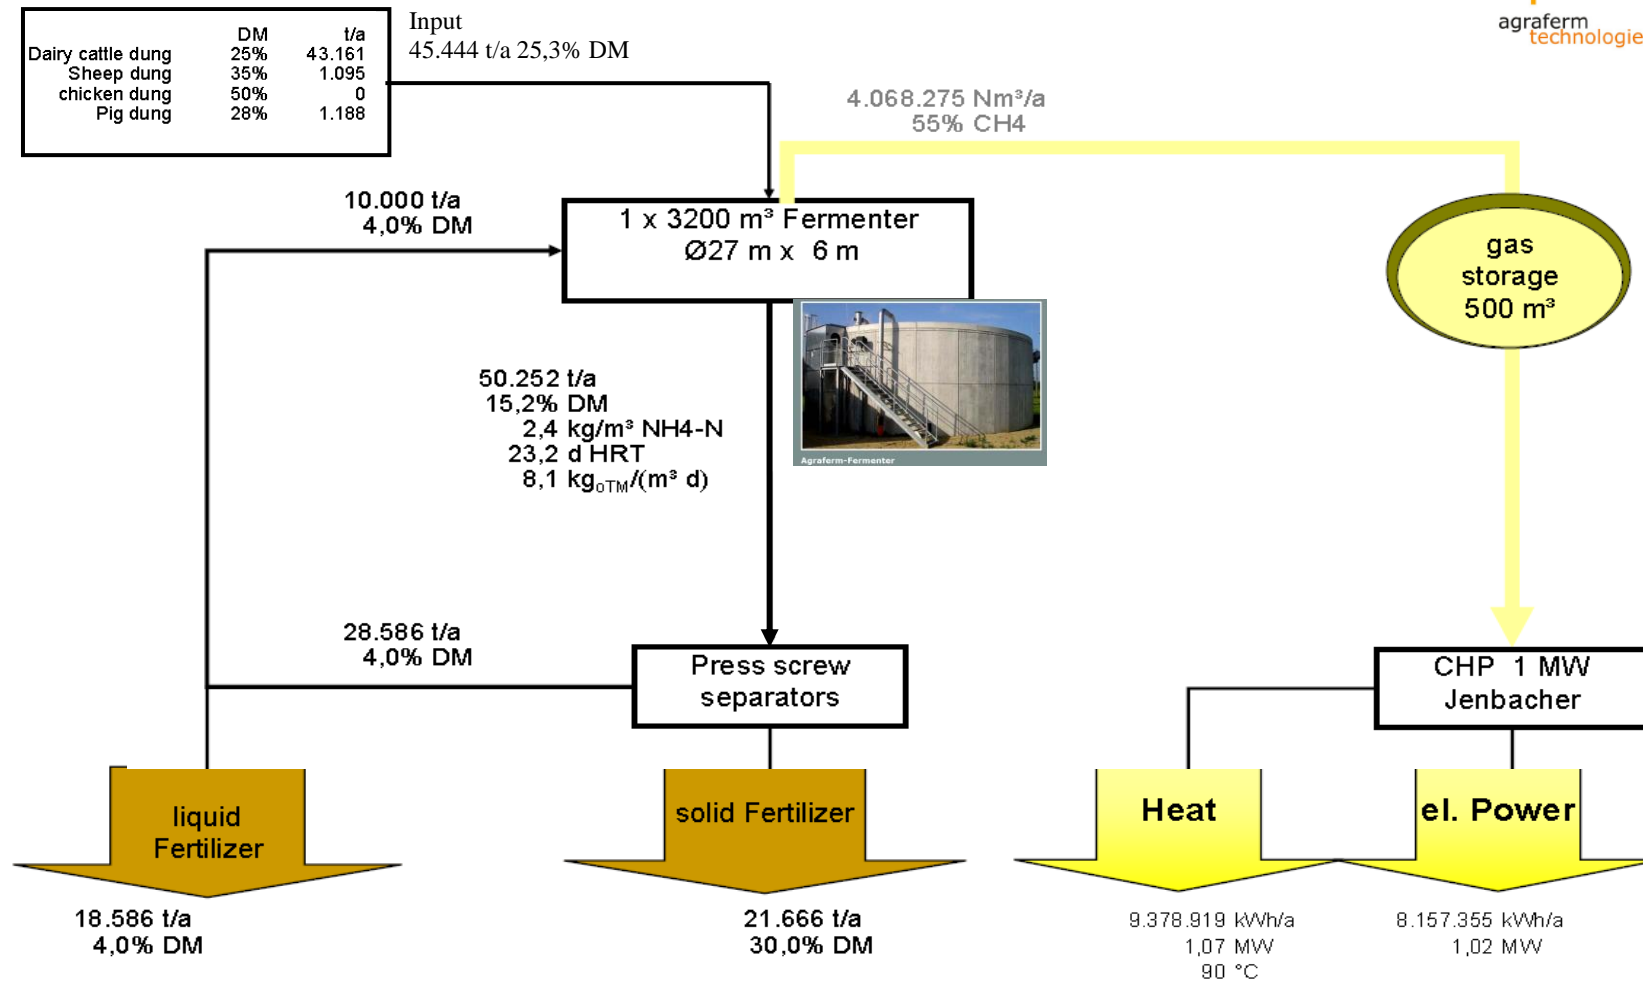 agraferm
technologie
DM t/a
Dairy cattle dung 25% 43.161
Sheep dung 35% 1.095
chicken dung 50% 0
Pig dung 28% 1.188
Input
45.444 t/a 25,3% DM
4.068.275 Nm³/a
55% CH4
10.000 t/a
4,0% DM
1 x 3200 m³ Fermenter
Ø27 m x 6 m
gas
storage
500 m³
50.252 t/a
15,2% DM
2,4 kg/m³ NH4-N
23,2 d HRT
8,1 kgoTM/(m³ d)
Agraferm-Fermenter
28.586 t/a
4,0% DM
Press screw
separators
CHP 1 MW
Jenbacher
liquid
Fertilizer
solid Fertilizer
Heat
el. Power
18.586 t/a
4,0% DM
21.666 t/a
30,0% DM
9.378.919 kWh/a
1,07 MW
90 °C
8.157.355 kWh/a
1,02 MW